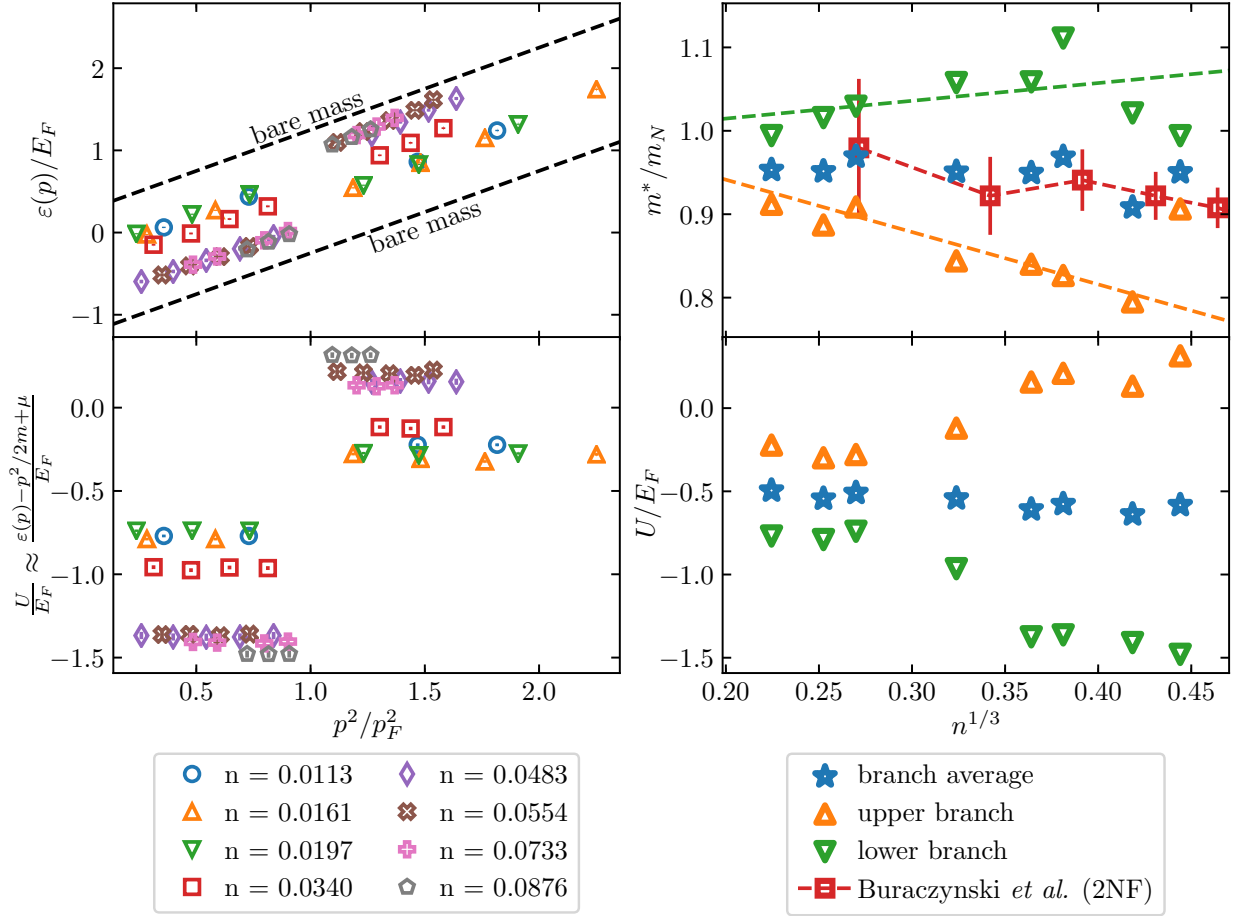 ε(p)/E_F
2
1
0
−1
bare mass
bare mass
m*/m_N
1.1
1.0
0.9
0.8
U/E_F ≈ (ε(p)−p²/2m+μ)/E_F
0.0
−0.5
−1.0
−1.5
0.5 1.0 1.5 2.0
p²/p_F²
U/E_F
0.0
−0.5
−1.0
−1.5
0.20 0.25 0.30 0.35 0.40 0.45
n^{1/3}
n = 0.0113
n = 0.0161
n = 0.0197
n = 0.0340
n = 0.0483
n = 0.0554
n = 0.0733
n = 0.0876
branch average
upper branch
lower branch
Buraczynski et al. (2NF)